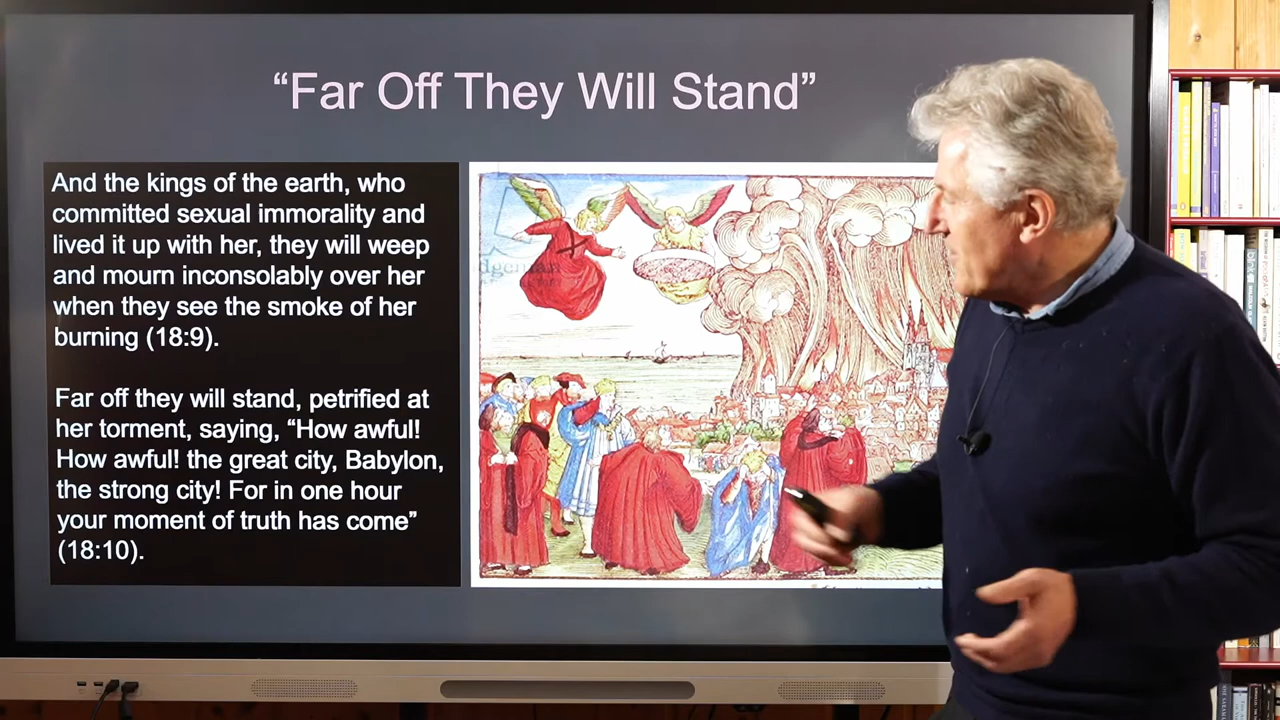 “Far Off They Will Stand”
And the kings of the earth, who
committed sexual immorality and
lived it up with her, they will weep
and mourn inconsolably over her
when they see the smoke of her
burning (18:9).
Far off they will stand, petrified at
her torment, saying, “How awful!
How awful! the great city, Babylon,
the strong city! For in one hour
your moment of truth has come”
(18:10).